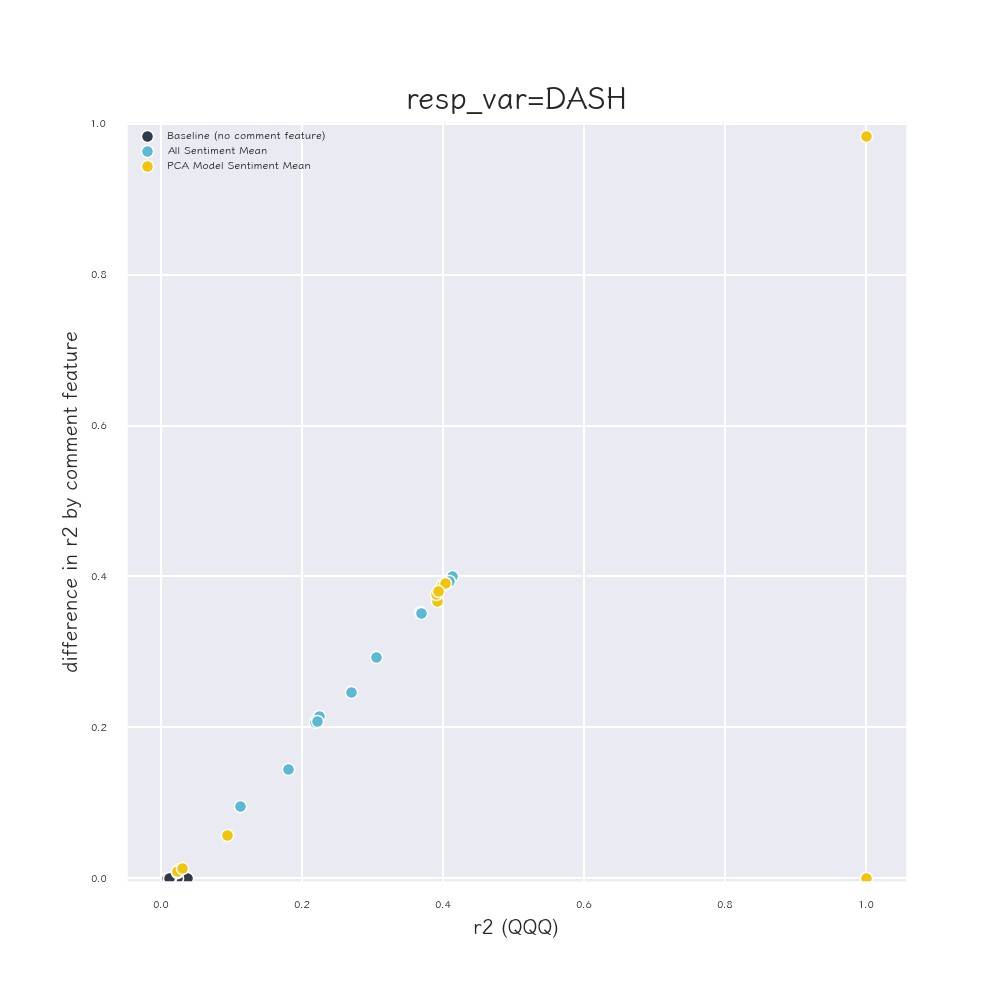 resp_var=DASH
1.0
Baseline (no comment feature)
All Sentiment Mean
PCA Model Sentiment Mean
0.8
0.6
0.4
0.2
0.0
difference in r2 by comment feature
0.0 0.2 0.4 0.6 0.8 1.0
r2 (QQQ)